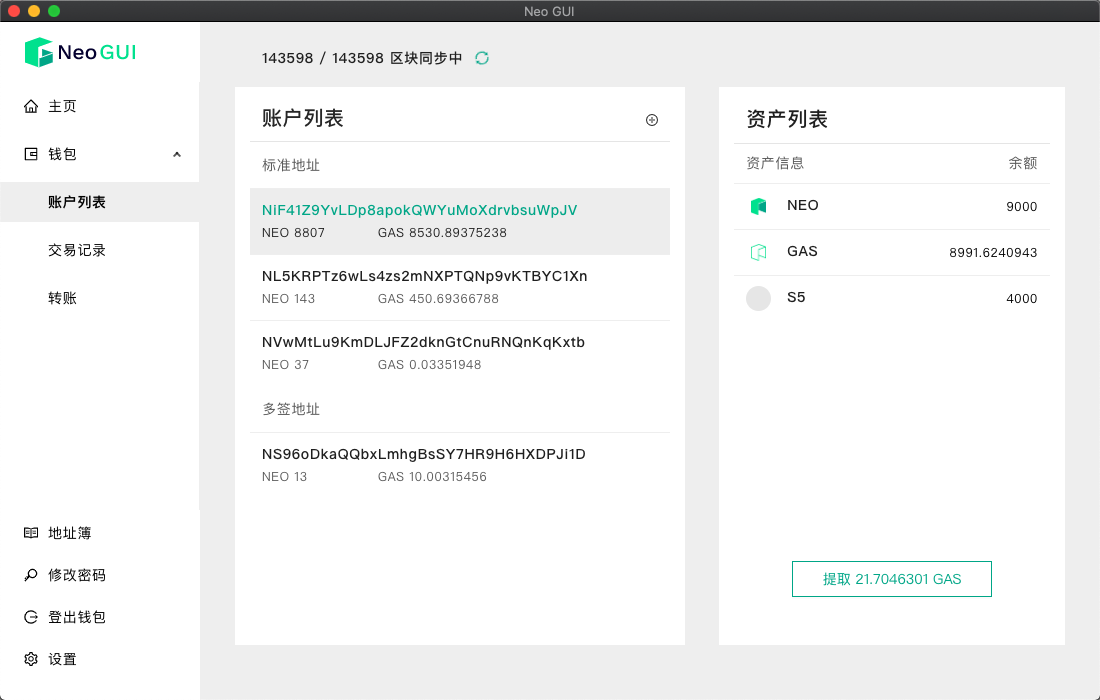 Neo GUI
Neo GUI
主页
钱包
账户列表
交易记录
转账
地址簿
修改密码
登出钱包
设置
143598 / 143598 区块同步中
账户列表
标准地址
NiF41Z9YvLDp8apokQWYuMoXdrvbsuWpJV
NEO 8807 GAS 8530.89375238
NL5KRPTz6wLs4zs2mNXPTQNp9vKTBYC1Xn
NEO 143 GAS 450.69366788
NVwMtLu9KmDLJFZ2dknGtCnuRNQnKqKxtb
NEO 37 GAS 0.03351948
多签地址
NS96oDkaQQbxLmhgBsSY7HR9H6HXDPJi1D
NEO 13 GAS 10.00315456
资产列表
资产信息 余额
NEO 9000
GAS 8991.6240943
S5 4000
提取 21.7046301 GAS